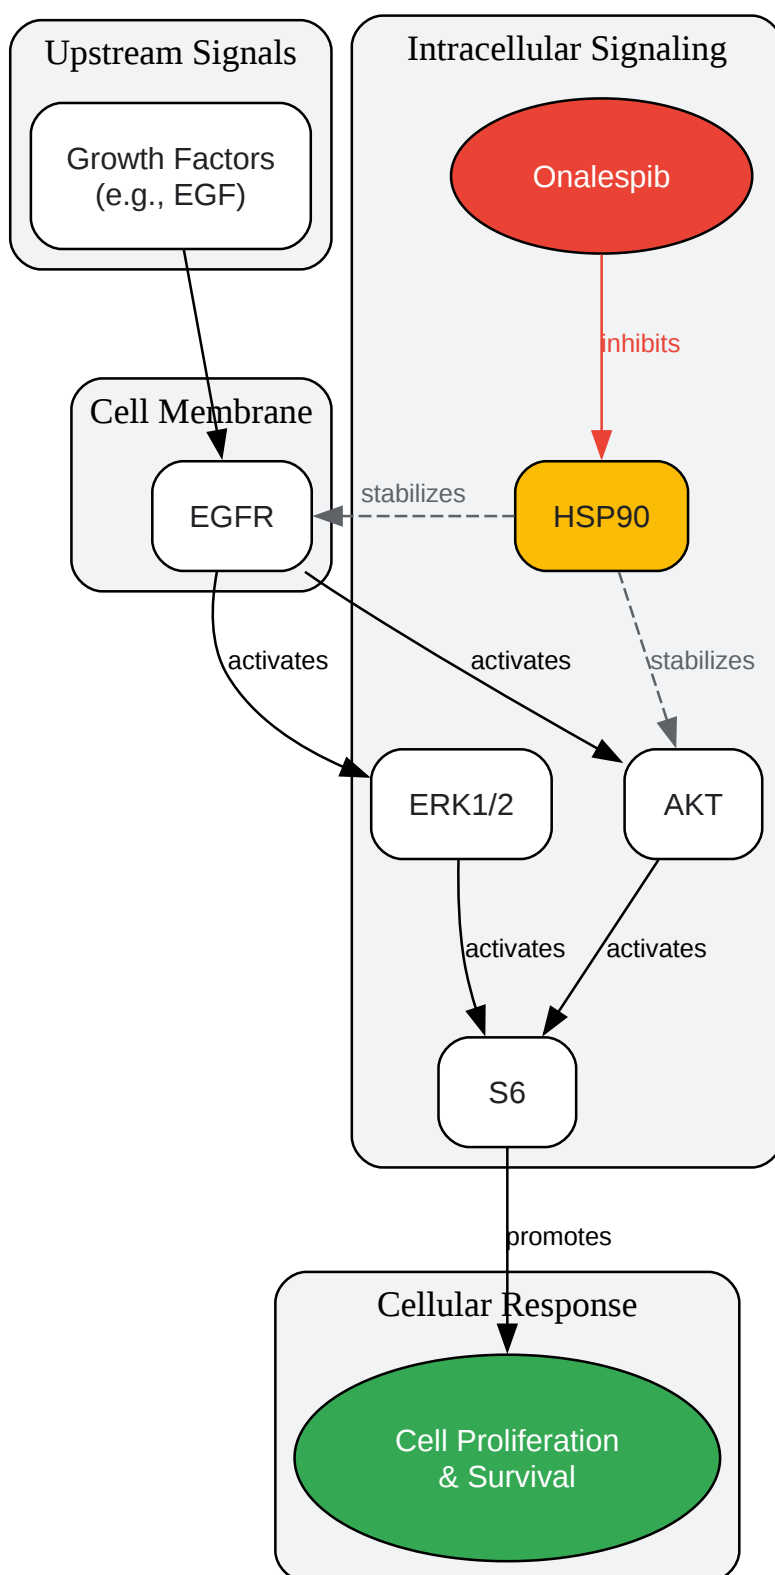 Upstream Signals
Intracellular Signaling
Growth Factors
(e.g., EGF)
Onalespib
inhibits
Cell Membrane
EGFR
stabilizes
HSP90
activates
activates
stabilizes
ERK1/2
AKT
activates
activates
S6
promotes
Cellular Response
Cell Proliferation
& Survival